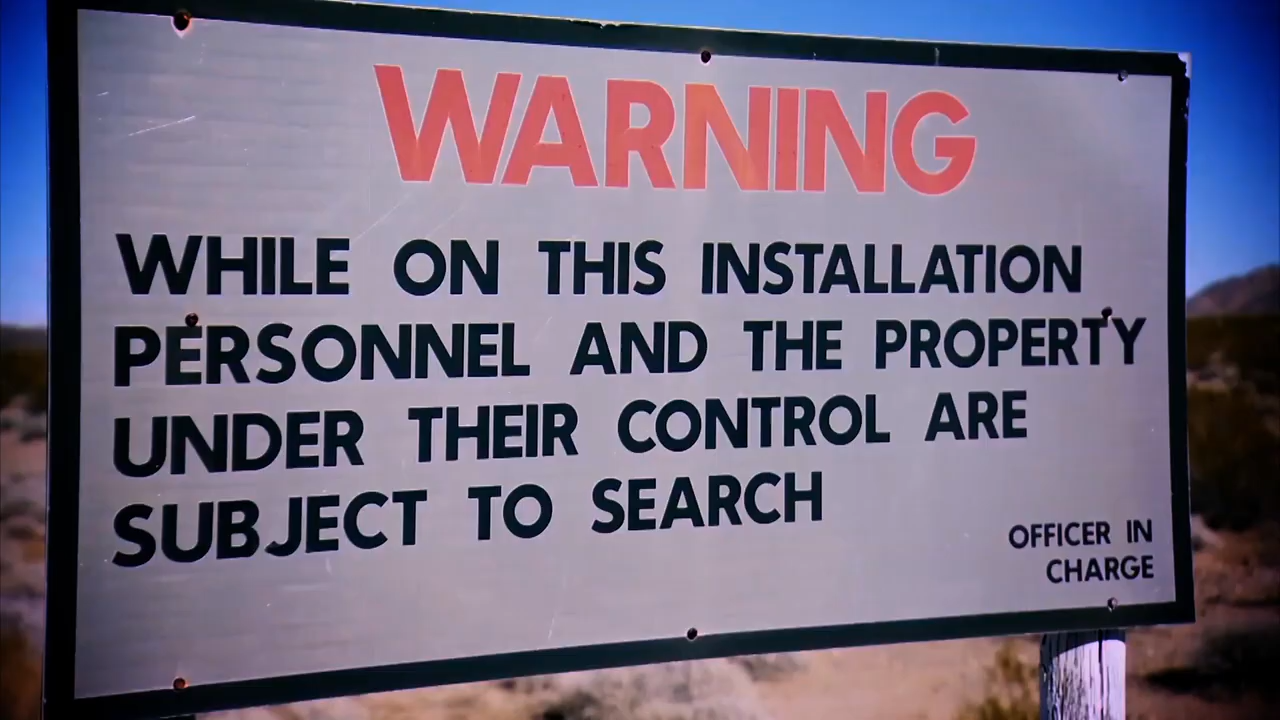 WARNING
WHILE ON THIS INSTALLATION
PERSONNEL AND THE PROPERTY
UNDER THEIR CONTROL ARE
SUBJECT TO SEARCH
OFFICER IN
CHARGE